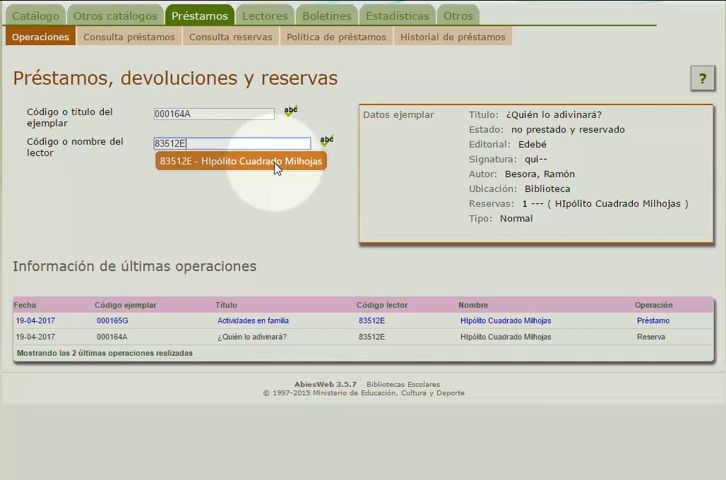 Catálogo Otros catálogos Préstamos Lectores Boletines Estadísticas Otros
Operaciones Consulta préstamos Consulta reservas Política de préstamos Historial de préstamos
Préstamos, devoluciones y reservas
?
Código o título del
ejemplar
000164A
abc
Código o nombre del
lector
83512E
abc
83512E - HIpólito Cuadrado Milhojas
Datos ejemplar
Título: ¿Quién lo adivinará?
Estado: no prestado y reservado
Editorial: Edebé
Signatura: qui--
Autor: Besora, Ramón
Ubicación: Biblioteca
Reservas: 1 --- ( HIpólito Cuadrado Milhojas )
Tipo: Normal
Información de últimas operaciones
Fecha Código ejemplar Título Código lector Nombre Operación
19-04-2017 000165G Actividades en familia 83512E HIpólito Cuadrado Milhojas Préstamo
19-04-2017 000164A ¿Quién lo adivinará? 83512E HIpólito Cuadrado Milhojas Reserva
Mostrando las 2 últimas operaciones realizadas
AbiesWeb 3.5.7 Bibliotecas Escolares
© 1997-2015 Ministerio de Educación, Cultura y Deporte